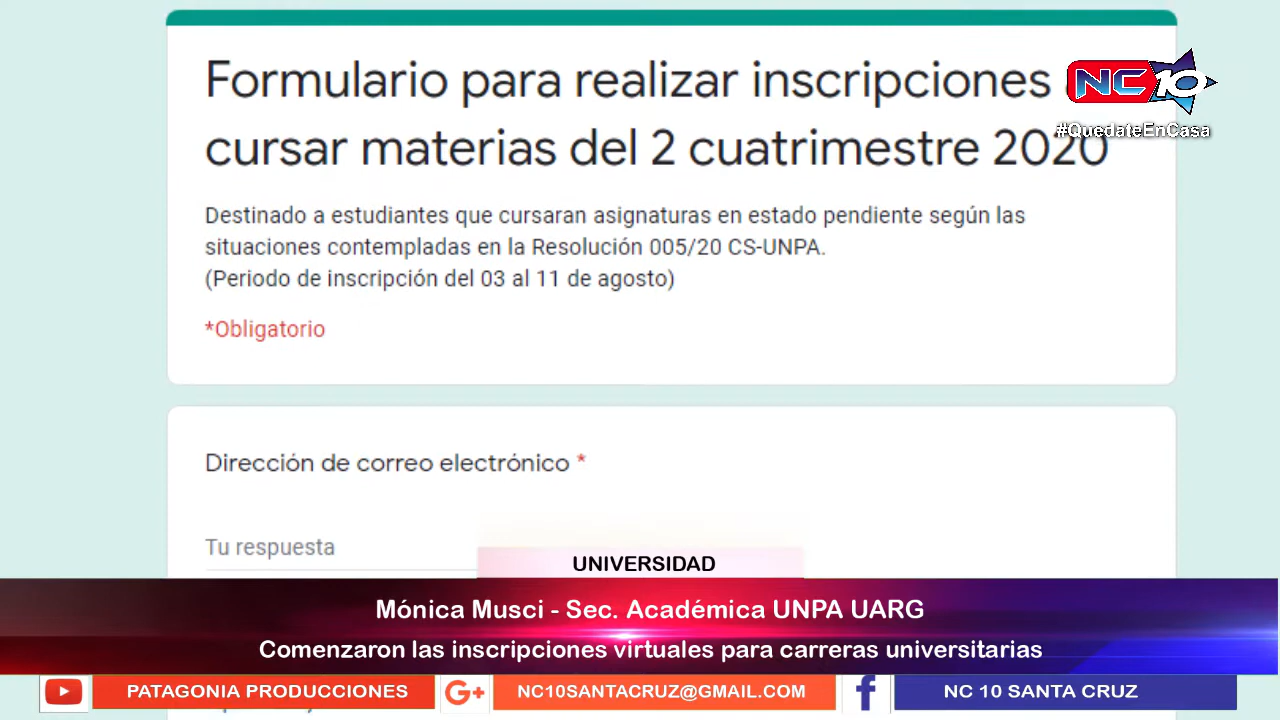 Formulario para realizar inscripciones
cursar materias del 2 cuatrimestre 2020
NC 10
#QuedateEnCasa
Destinado a estudiantes que cursaran asignaturas en estado pendiente según las
situaciones contempladas en la Resolución 005/20 CS-UNPA.
(Periodo de inscripción del 03 al 11 de agosto)
*Obligatorio
Dirección de correo electrónico *
Tu respuesta
UNIVERSIDAD
Mónica Musci - Sec. Académica UNPA UARG
Comenzaron las inscripciones virtuales para carreras universitarias
PATAGONIA PRODUCCIONES
G+
NC10SANTACRUZ@GMAIL.COM
f
NC 10 SANTA CRUZ